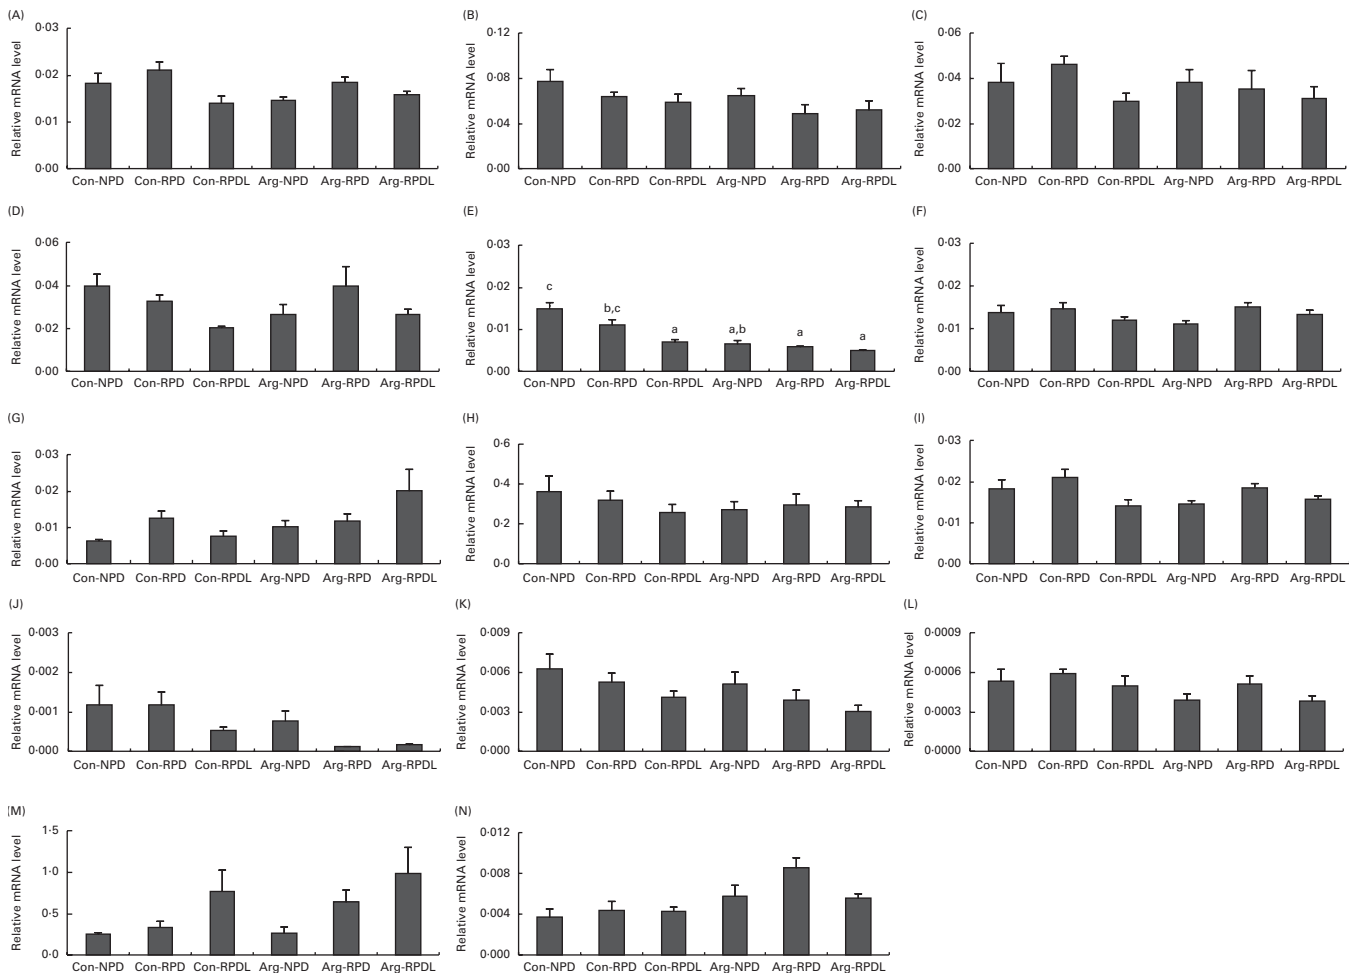 (A)
Relative mRNA level
0·03
0·02
0·01
0·00
Con-NPD Con-RPD Con-RPDL Arg-NPD Arg-RPD Arg-RPDL
(B)
Relative mRNA level
0·12
0·08
0·04
0·00
Con-NPD Con-RPD Con-RPDL Arg-NPD Arg-RPD Arg-RPDL
(C)
Relative mRNA level
0·06
0·04
0·02
0·00
Con-NPD Con-RPD Con-RPDL Arg-NPD Arg-RPD Arg-RPDL
(D)
Relative mRNA level
0·06
0·04
0·02
0·00
Con-NPD Con-RPD Con-RPDL Arg-NPD Arg-RPD Arg-RPDL
(E)
Relative mRNA level
0·03
0·02
0·01
0·00
c b,c a a,b a a
Con-NPD Con-RPD Con-RPDL Arg-NPD Arg-RPD Arg-RPDL
(F)
Relative mRNA level
0·03
0·02
0·01
0·00
Con-NPD Con-RPD Con-RPDL Arg-NPD Arg-RPD Arg-RPDL
(G)
Relative mRNA level
0·03
0·02
0·01
0·00
Con-NPD Con-RPD Con-RPDL Arg-NPD Arg-RPD Arg-RPDL
(H)
Relative mRNA level
0·6
0·4
0·2
0·00
Con-NPD Con-RPD Con-RPDL Arg-NPD Arg-RPD Arg-RPDL
(I)
Relative mRNA level
0·03
0·02
0·01
0·00
Con-NPD Con-RPD Con-RPDL Arg-NPD Arg-RPD Arg-RPDL
(J)
Relative mRNA level
0·003
0·002
0·001
0·000
Con-NPD Con-RPD Con-RPDL Arg-NPD Arg-RPD Arg-RPDL
(K)
Relative mRNA level
0·009
0·006
0·003
0·000
Con-NPD Con-RPD Con-RPDL Arg-NPD Arg-RPD Arg-RPDL
(L)
Relative mRNA level
0·0009
0·0006
0·0003
0·0000
Con-NPD Con-RPD Con-RPDL Arg-NPD Arg-RPD Arg-RPDL
(M)
Relative mRNA level
1·5
1·0
0·5
0·0
Con-NPD Con-RPD Con-RPDL Arg-NPD Arg-RPD Arg-RPDL
(N)
Relative mRNA level
0·012
0·008
0·004
0·000
Con-NPD Con-RPD Con-RPDL Arg-NPD Arg-RPD Arg-RPDL